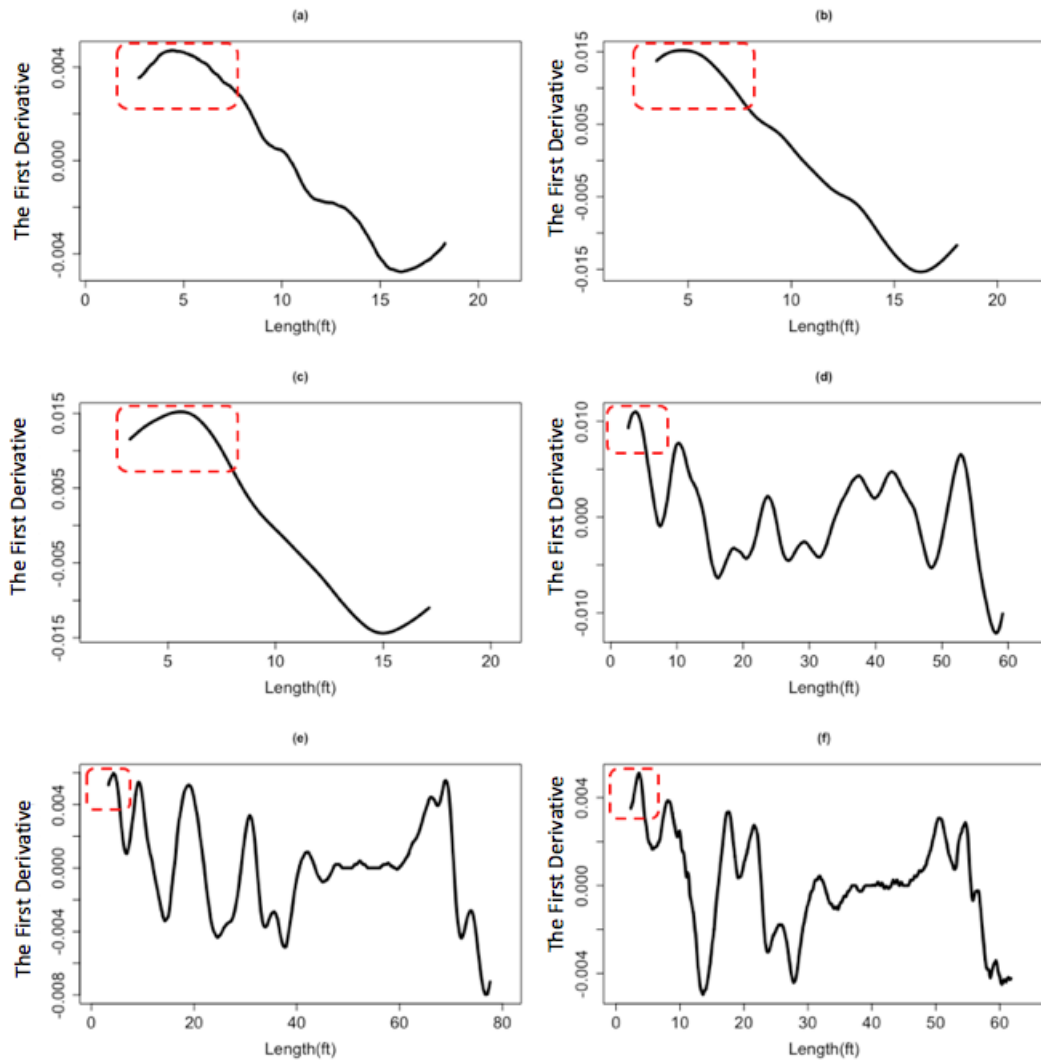 (a)
The First Derivative
0.004
0.000
-0.004
0 5 10 15 20
Length(ft)
(b)
The First Derivative
0.015
0.005
-0.005
-0.015
5 10 15 20
Length(ft)
(c)
The First Derivative
0.015
0.005
-0.005
-0.015
5 10 15 20
Length(ft)
(d)
The First Derivative
0.010
0.000
-0.010
0 10 20 30 40 50 60
Length(ft)
(e)
The First Derivative
0.004
0.000
-0.004
-0.008
0 20 40 60 80
Length(ft)
(f)
The First Derivative
0.004
0.000
-0.004
0 10 20 30 40 50 60
Length(ft)